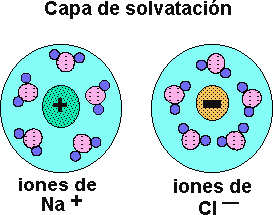 Capa de solvatación
+
−
iones de
Na +
iones de
Cl −